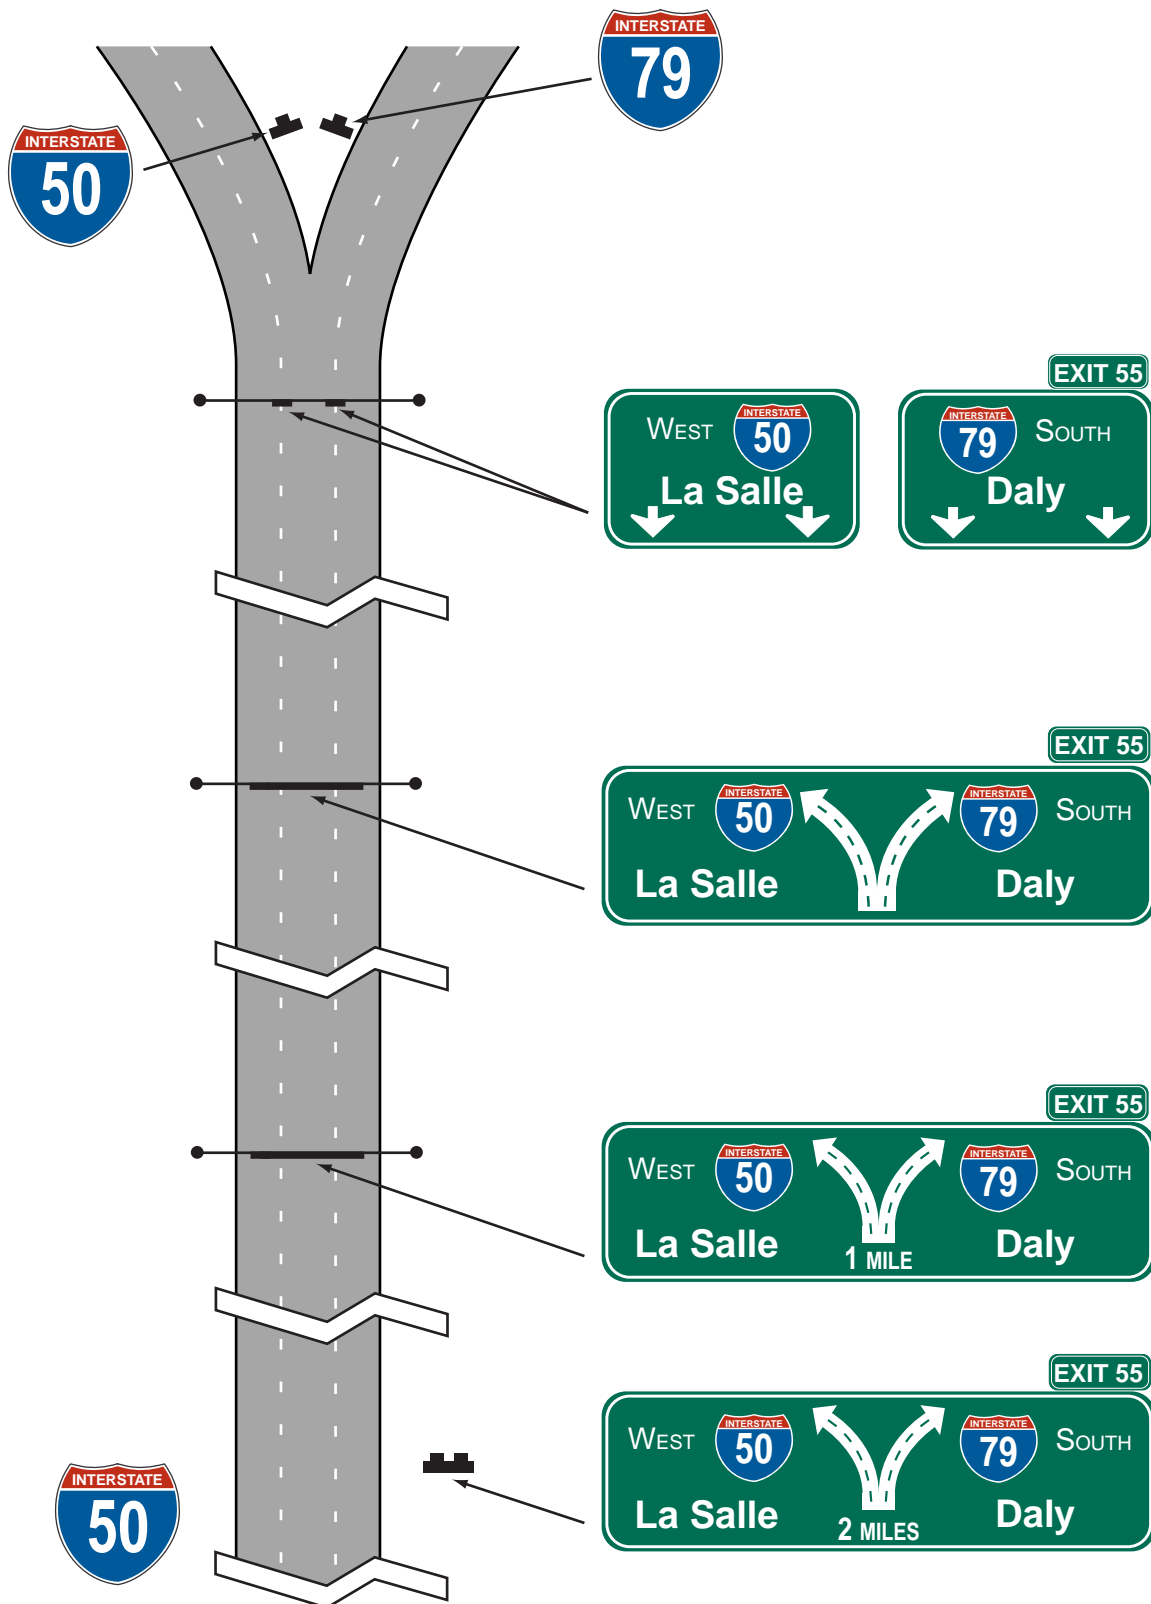 INTERSTATE
79
INTERSTATE
50
EXIT 55
WEST INTERSTATE 50
La Salle
INTERSTATE 79 SOUTH
Daly
EXIT 55
WEST INTERSTATE 50 INTERSTATE 79 SOUTH
La Salle Daly
EXIT 55
WEST INTERSTATE 50 INTERSTATE 79 SOUTH
La Salle Daly
1 MILE
EXIT 55
WEST INTERSTATE 50 INTERSTATE 79 SOUTH
La Salle Daly
2 MILES
INTERSTATE
50